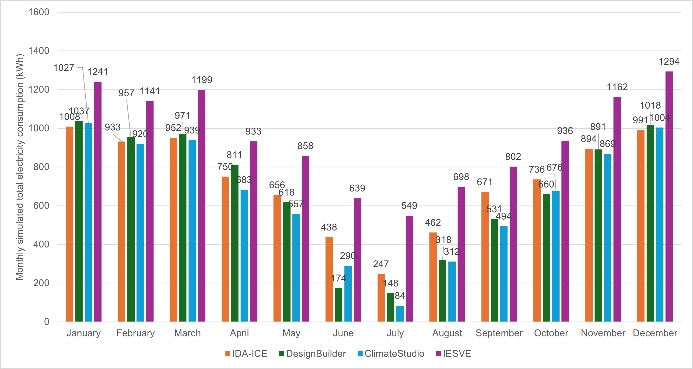 Monthly simulated total electricity consumption (kWh)
1600
1400
1200
1000
800
600
400
200
0
1008 1037 1027 1241
933 957 920 1141
952 971 939 1199
750 811 683 933
656 618 557 858
438 174 290 639
247 148 84 549
462 318 312 698
671 531 494 802
736 660 676 936
894 891 869 1162
991 1018 1004 1294
January February March April May June July August September October November December
IDA-ICE DesignBuilder ClimateStudio IESVE